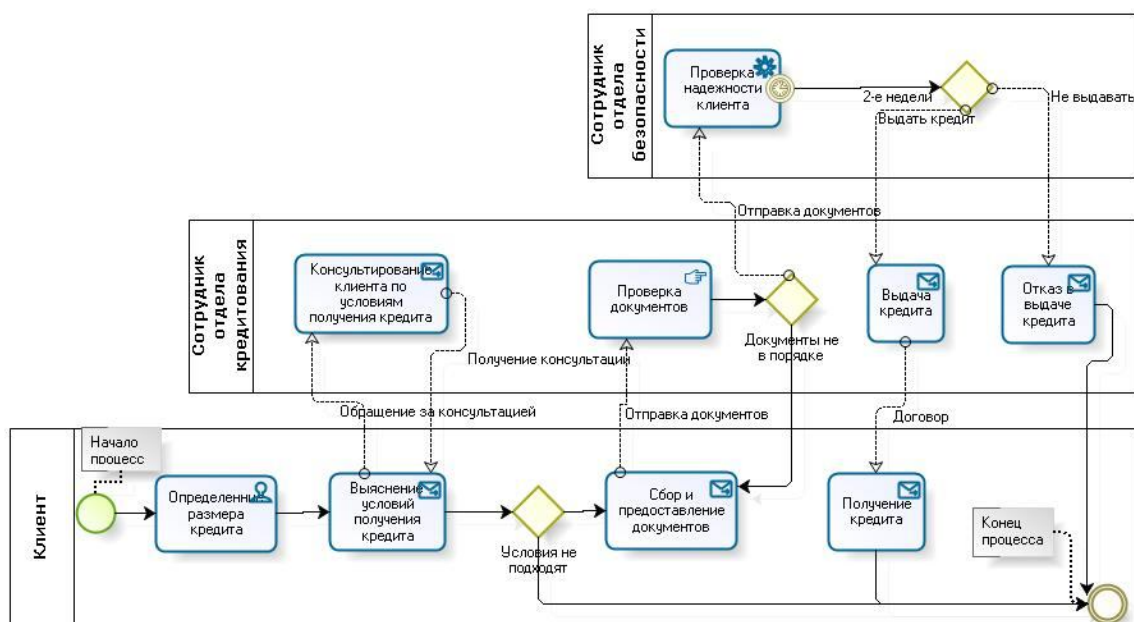 Сотрудник
отдела
безопасности
Проверка
надежности
клиента
2-е недели
Не выдавать
Выдать кредит
Отправка документов
Сотрудник
отдела
кредитования
Консультирование
клиента по
условиям
получения кредита
Проверка
документов
Выдача
кредита
Отказ в
выдаче
кредита
Документы не
в порядке
Получение консультации
Обращение за консультацией
Отправка документов
Договор
Клиент
Начало
процесс
Определенние
размера
кредита
Выяснение
условий
получения
кредита
Условия не
подходят
Сбор и
предоставление
документов
Получение
кредита
Конец
процесса